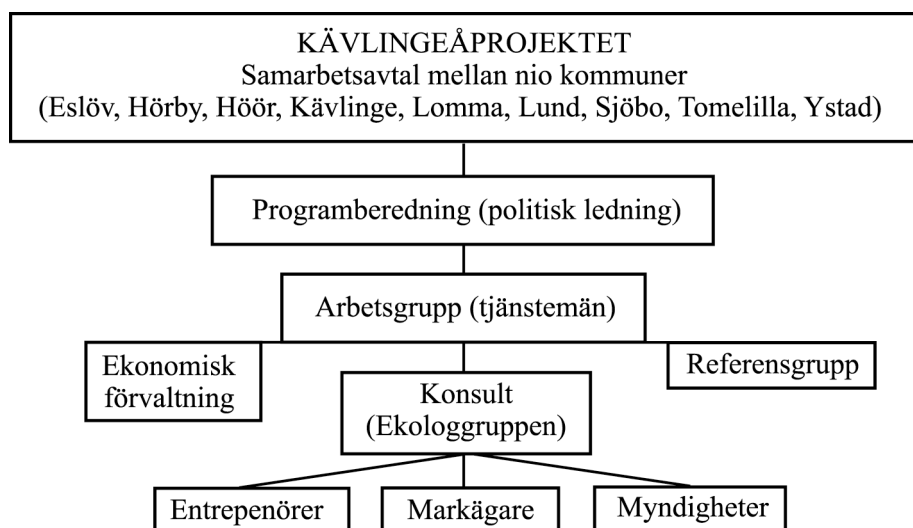 KÄVLINGEÅPROJEKTET
Samarbetsavtal mellan nio kommuner
(Eslöv, Hörby, Höör, Kävlinge, Lomma, Lund, Sjöbo, Tomelilla, Ystad)
Programberedning (politisk ledning)
Arbetsgrupp (tjänstemän)
Ekonomisk
förvaltning
Referensgrupp
Konsult
(Ekologgruppen)
Entrepenörer
Markägare
Myndigheter